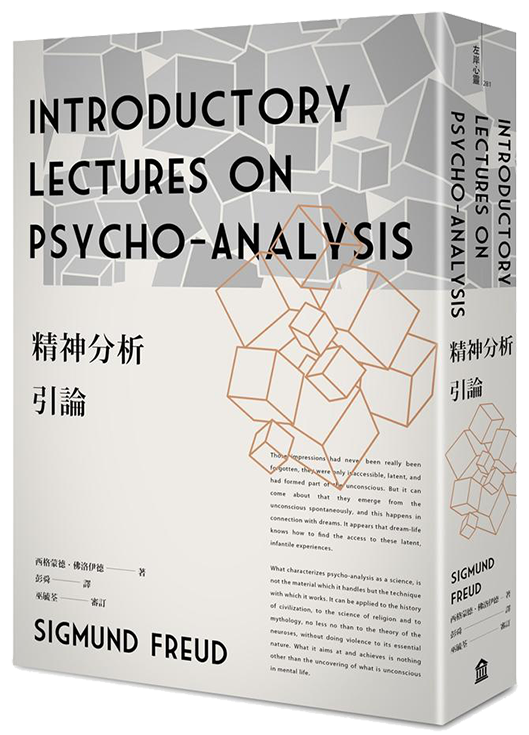 INTRODUCTORY
LECTURES ON
PSYCHO-ANALYSIS
精神分析
引論
Those impressions had never been really been
forgotten, they were only inaccessible, latent, and
had formed part of the unconscious. But it can
come about that they emerge from the
unconscious spontaneously, and this happens in
connection with dreams. It appears that dream-life
knows how to find the access to these latent,
infantile experiences.
What characterizes psycho-analysis as a science, is
not the material which it handles but the technique
with which it works. It can be applied to the history
of civilization, to the science of religion and to
mythology, no less no than to the theory of the
neuroses, without doing violence to its essential
nature. What it aims at and achieves is nothing
other than the uncovering of what is unconscious
in mental life.
西格蒙德·佛洛伊德——著
彭舜——譯
巫毓荃——審訂
SIGMUND FREUD
左岸心靈 281
INTRODUCTORY
LECTURES ON
PSYCHO-ANALYSIS
精神分析
引論
SIGMUND
FREUD
西格蒙德·佛洛伊德——著
彭舜——譯
巫毓荃——審訂